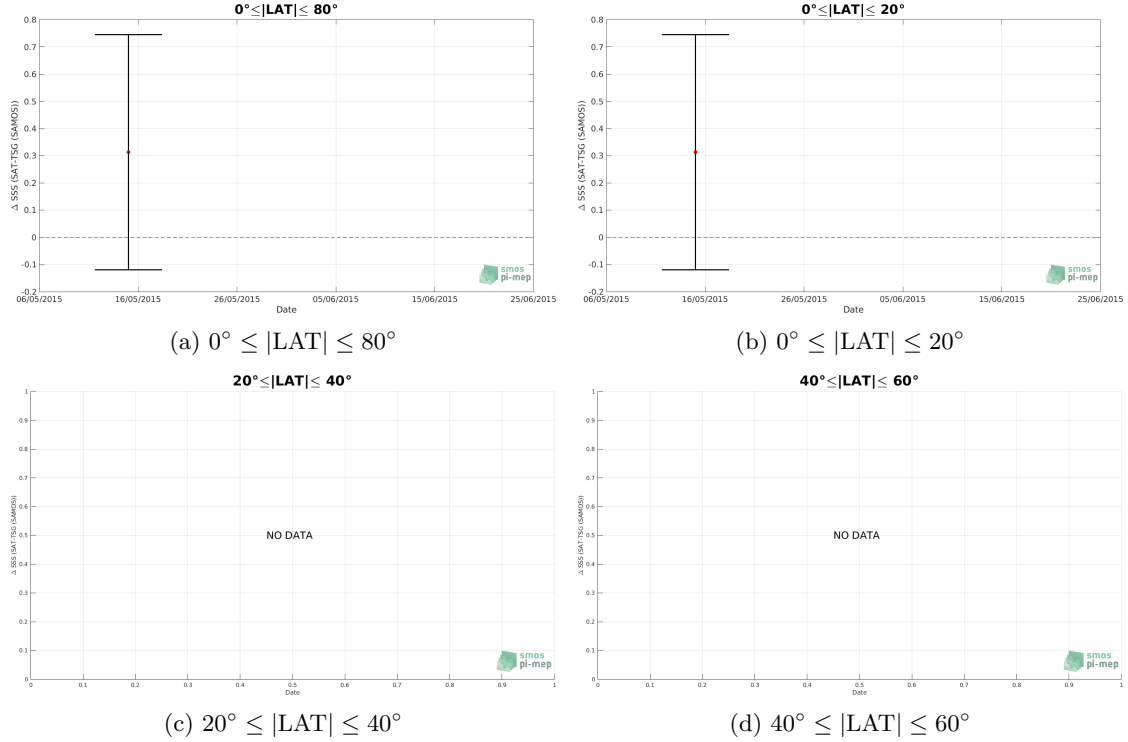 0°≤|LAT|≤ 80°
0.8
0.7
0.6
0.5
0.4
0.3
0.2
0.1
0
-0.1
-0.2
Δ SSS (SAT-TSG (SAMOS))
06/05/2015 16/05/2015 26/05/2015 05/06/2015 15/06/2015 25/06/2015
Date
smos
pi-mep
(a) 0° ≤ |LAT| ≤ 80°
0°≤|LAT|≤ 20°
0.8
0.7
0.6
0.5
0.4
0.3
0.2
0.1
0
-0.1
-0.2
Δ SSS (SAT-TSG (SAMOS))
06/05/2015 16/05/2015 26/05/2015 05/06/2015 15/06/2015 25/06/2015
Date
smos
pi-mep
(b) 0° ≤ |LAT| ≤ 20°
20°≤|LAT|≤ 40°
1
0.9
0.8
0.7
0.6
0.5
0.4
0.3
0.2
0.1
0
Δ SSS (SAT-TSG (SAMOS))
NO DATA
0 0.1 0.2 0.3 0.4 0.5 0.6 0.7 0.8 0.9 1
Date
smos
pi-mep
(c) 20° ≤ |LAT| ≤ 40°
40°≤|LAT|≤ 60°
1
0.9
0.8
0.7
0.6
0.5
0.4
0.3
0.2
0.1
0
Δ SSS (SAT-TSG (SAMOS))
NO DATA
0 0.1 0.2 0.3 0.4 0.5 0.6 0.7 0.8 0.9 1
Date
smos
pi-mep
(d) 40° ≤ |LAT| ≤ 60°